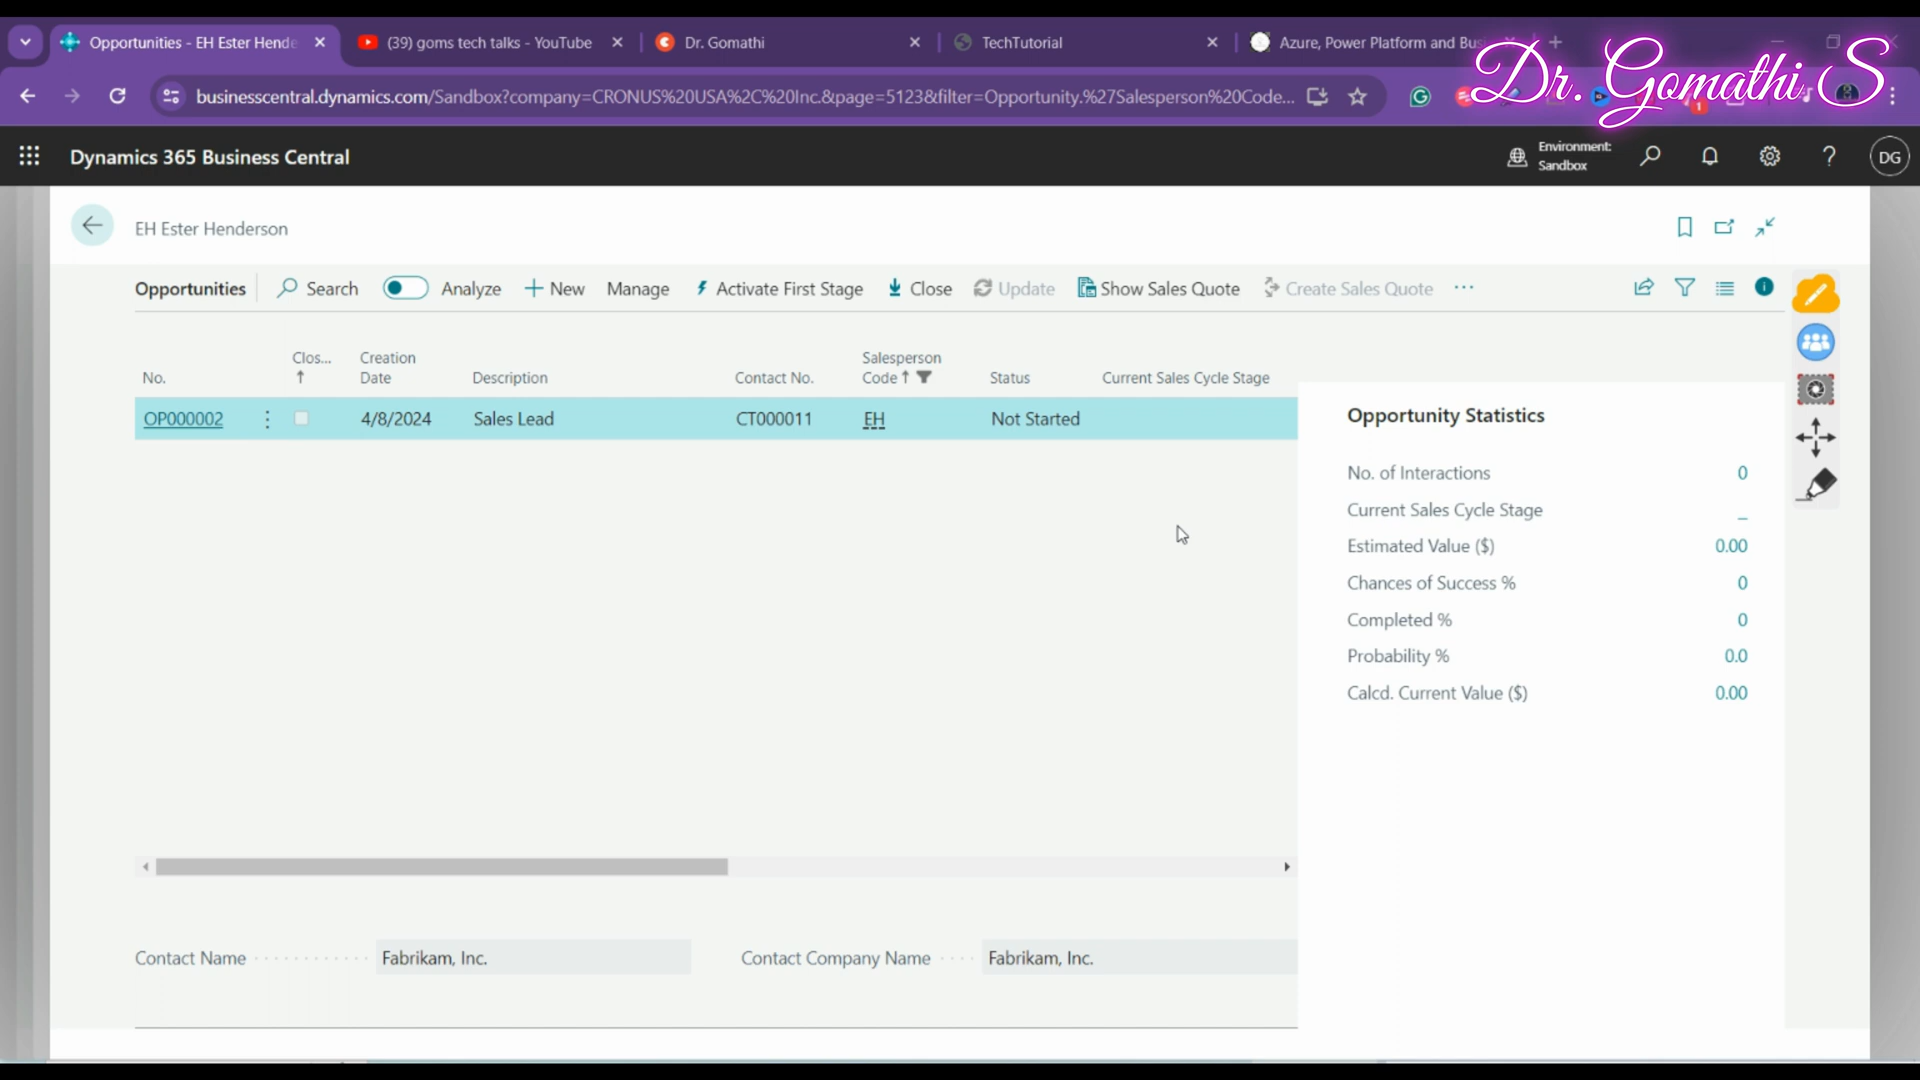 Opportunities - EH Ester Hende
(39) goms tech talks - YouTube
Dr. Gomathi
TechTutorial
Azure, Power Platform and Bu
Dr. Gomathi S
businesscentral.dynamics.com/Sandbox?company=CRONUS%20USA%2C%20Inc.&page=5123&filter=Opportunity.%27Salesperson%20Code...
1
Dynamics 365 Business Central
Environment:
Sandbox
?
DG
EH Ester Henderson
Opportunities
Search
Analyze
New
Manage
Activate First Stage
Close
Update
Show Sales Quote
Create Sales Quote
...
No.
Clos...
↑
Creation
Date
Description
Contact No.
Salesperson
Code ↑
Status
Current Sales Cycle Stage
OP000002
4/8/2024
Sales Lead
CT000011
EH
Not Started
Opportunity Statistics
No. of Interactions 0
Current Sales Cycle Stage _
Estimated Value ($) 0.00
Chances of Success % 0
Completed % 0
Probability % 0.0
Calcd. Current Value ($) 0.00
Contact Name Fabrikam, Inc.
Contact Company Name Fabrikam, Inc.